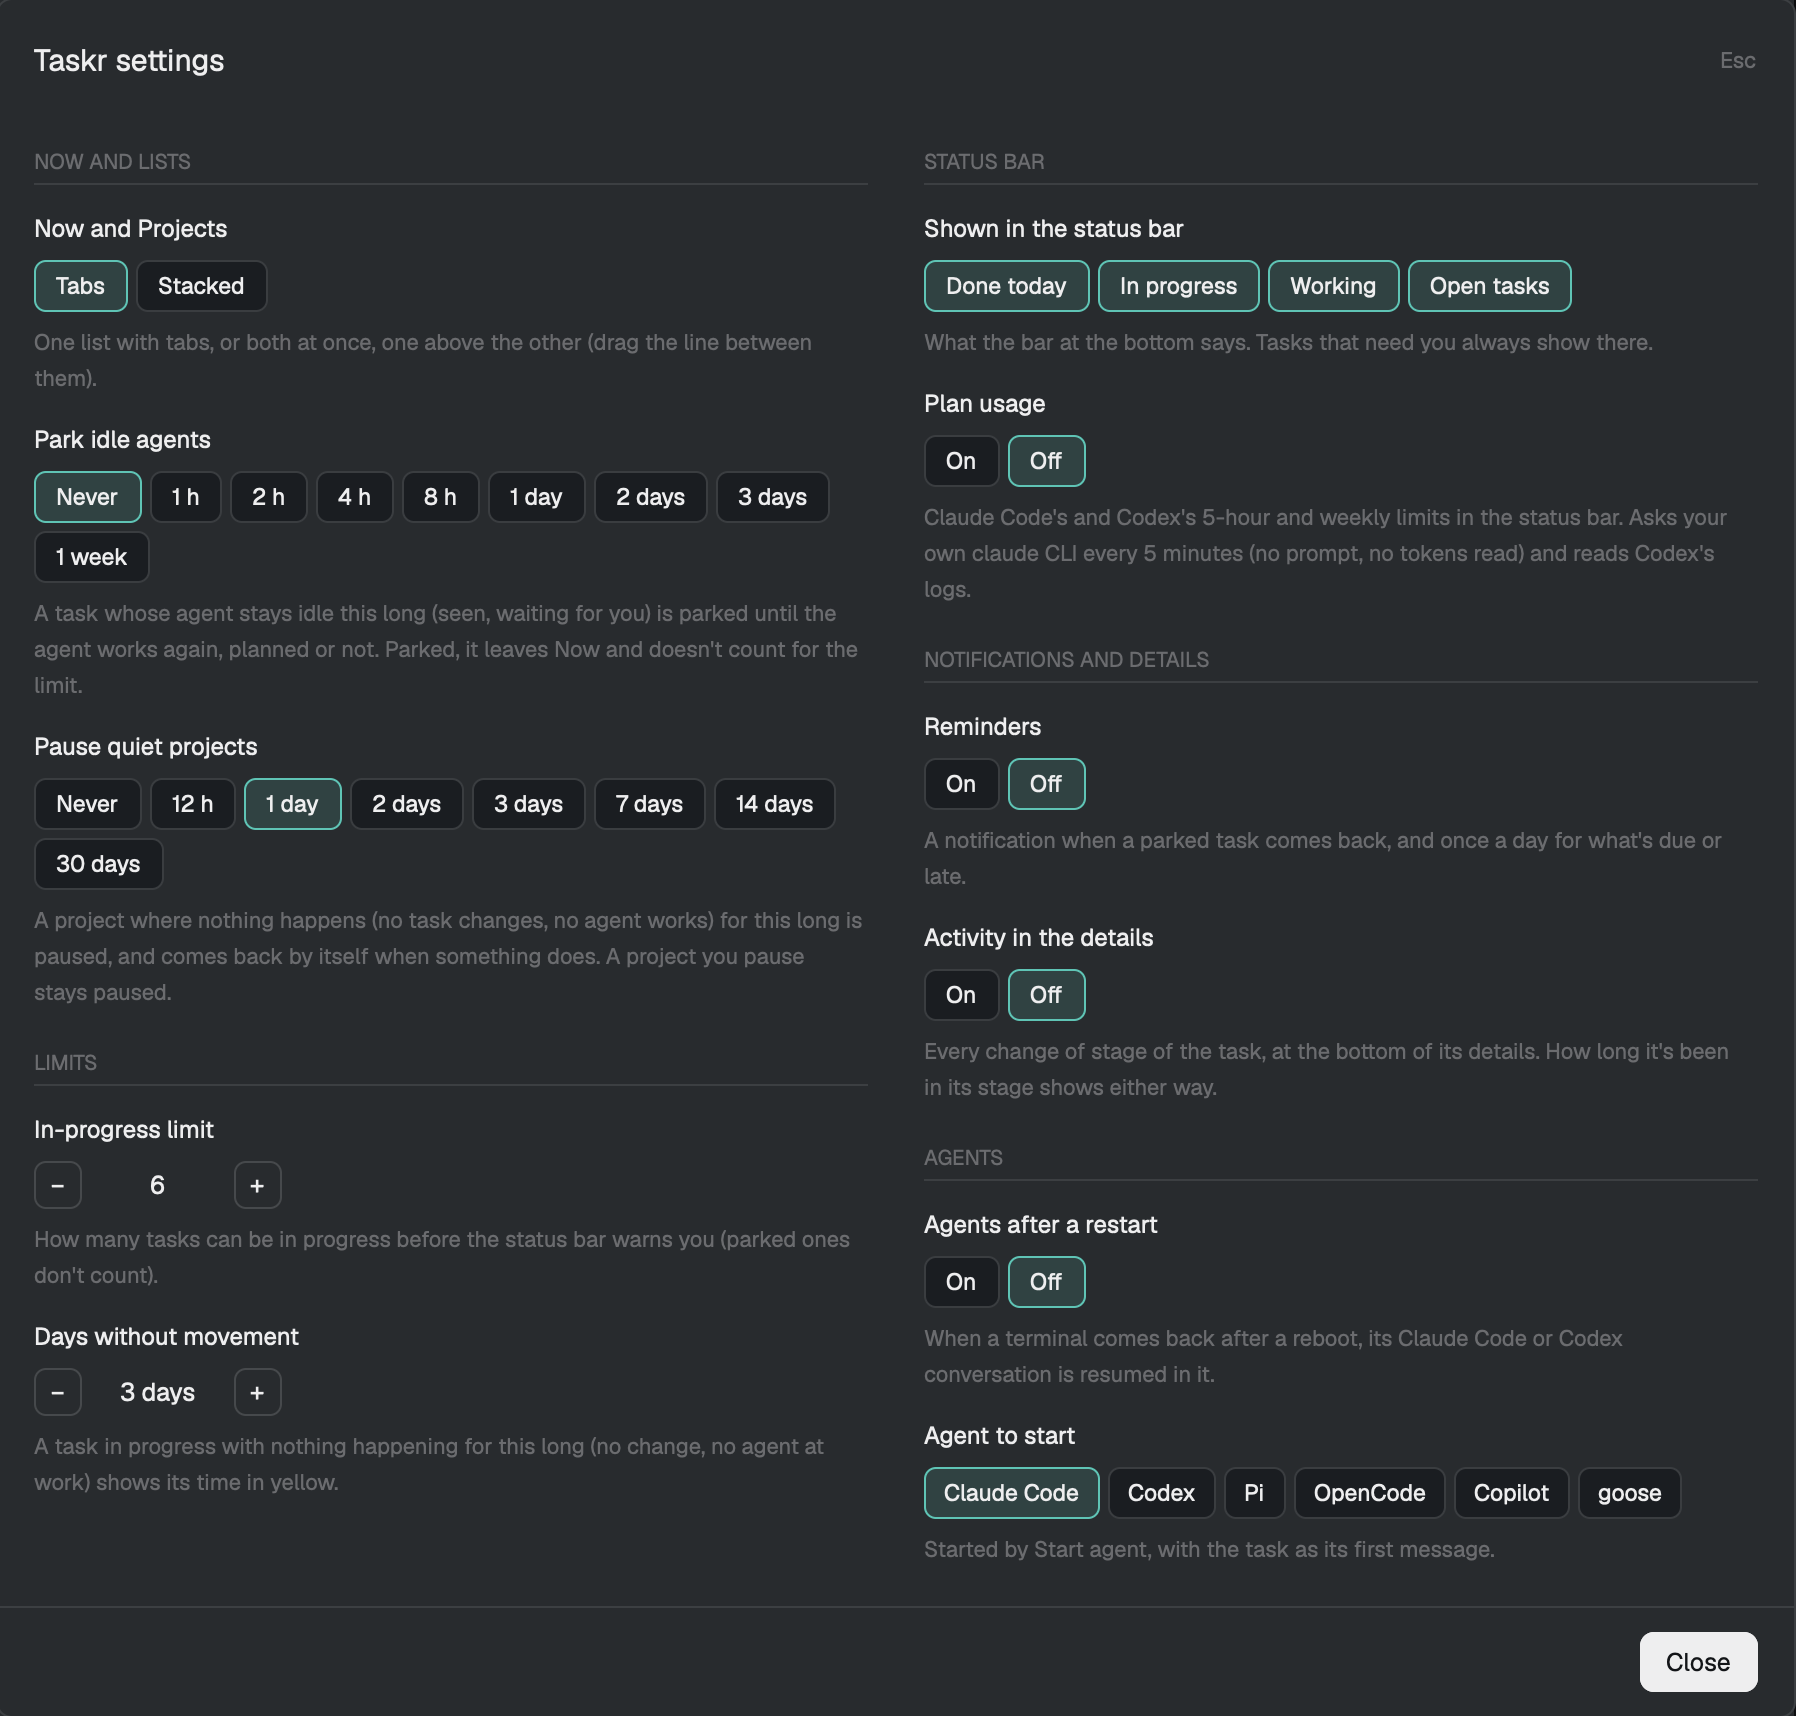 Taskr settings
Esc
NOW AND LISTS
Now and Projects
Tabs Stacked
One list with tabs, or both at once, one above the other (drag the line between
them).
Park idle agents
Never 1 h 2 h 4 h 8 h 1 day 2 days 3 days
1 week
A task whose agent stays idle this long (seen, waiting for you) is parked until the
agent works again, planned or not. Parked, it leaves Now and doesn't count for the
limit.
Pause quiet projects
Never 12 h 1 day 2 days 3 days 7 days 14 days
30 days
A project where nothing happens (no task changes, no agent works) for this long is
paused, and comes back by itself when something does. A project you pause
stays paused.
LIMITS
In-progress limit
− 6 +
How many tasks can be in progress before the status bar warns you (parked ones
don't count).
Days without movement
− 3 days +
A task in progress with nothing happening for this long (no change, no agent at
work) shows its time in yellow.
STATUS BAR
Shown in the status bar
Done today In progress Working Open tasks
What the bar at the bottom says. Tasks that need you always show there.
Plan usage
On Off
Claude Code's and Codex's 5-hour and weekly limits in the status bar. Asks your
own claude CLI every 5 minutes (no prompt, no tokens read) and reads Codex's
logs.
NOTIFICATIONS AND DETAILS
Reminders
On Off
A notification when a parked task comes back, and once a day for what's due or
late.
Activity in the details
On Off
Every change of stage of the task, at the bottom of its details. How long it's been
in its stage shows either way.
AGENTS
Agents after a restart
On Off
When a terminal comes back after a reboot, its Claude Code or Codex
conversation is resumed in it.
Agent to start
Claude Code Codex Pi OpenCode Copilot goose
Started by Start agent, with the task as its first message.
Close